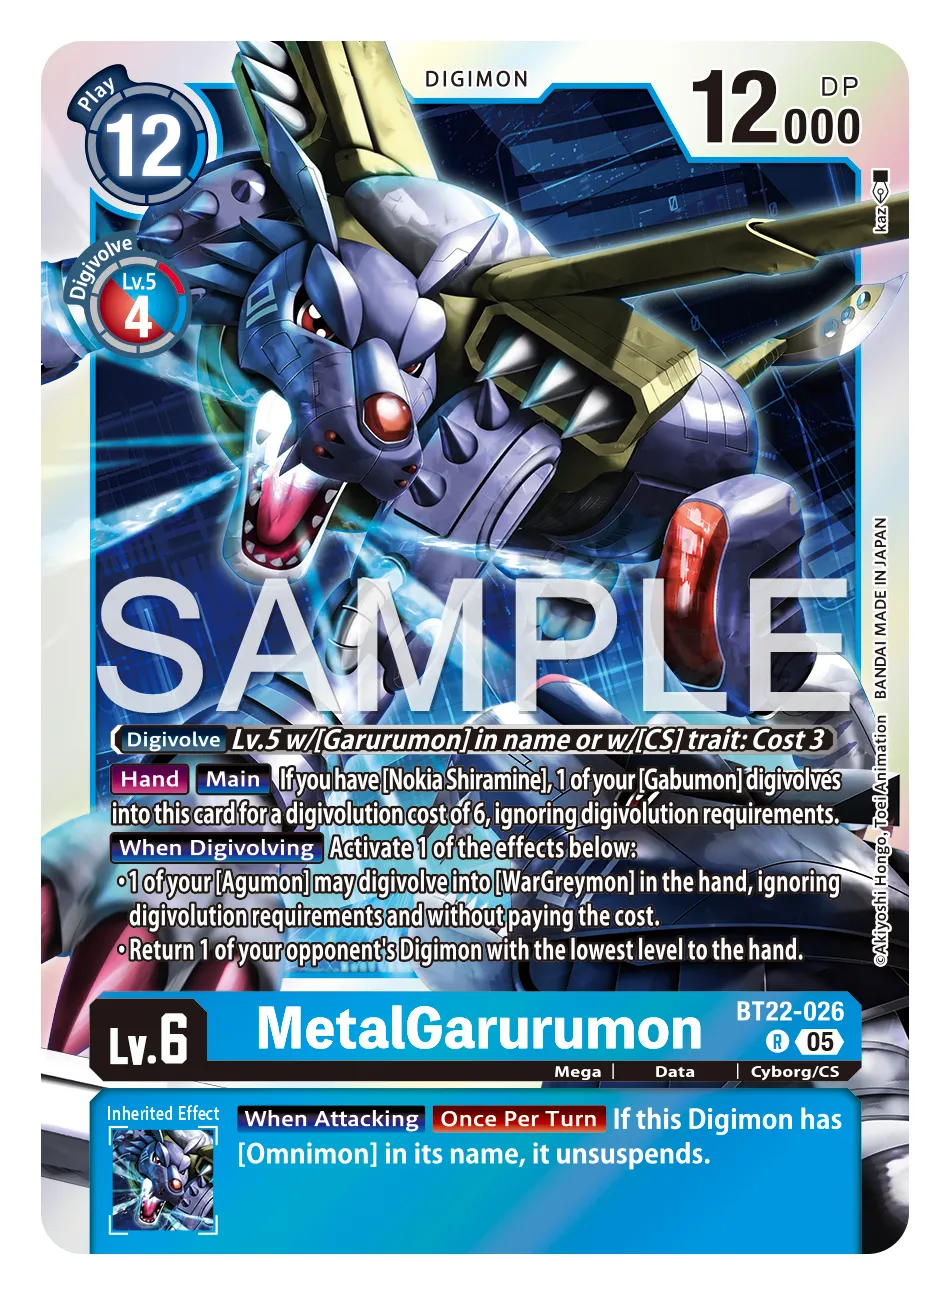 Play
12
DIGIMON
12000
DP
Digivolve
Lv.5
4
kaz
SAMPLE
BANDAI MADE IN JAPAN
©Akiyoshi Hongo, Toei Animation
Digivolve Lv.5 w/[Garurumon] in name or w/[CS] trait: Cost 3
Hand Main If you have [Nokia Shiramine], 1 of your [Gabumon] digivolves
into this card for a digivolution cost of 6, ignoring digivolution requirements.
When Digivolving Activate 1 of the effects below:
・1 of your [Agumon] may digivolve into [WarGreymon] in the hand, ignoring
digivolution requirements and without paying the cost.
・Return 1 of your opponent's Digimon with the lowest level to the hand.
Lv.6
MetalGarurumon
BT22-026
R 05
Mega | Data | Cyborg/CS
Inherited Effect
When Attacking Once Per Turn If this Digimon has
[Omnimon] in its name, it unsuspends.